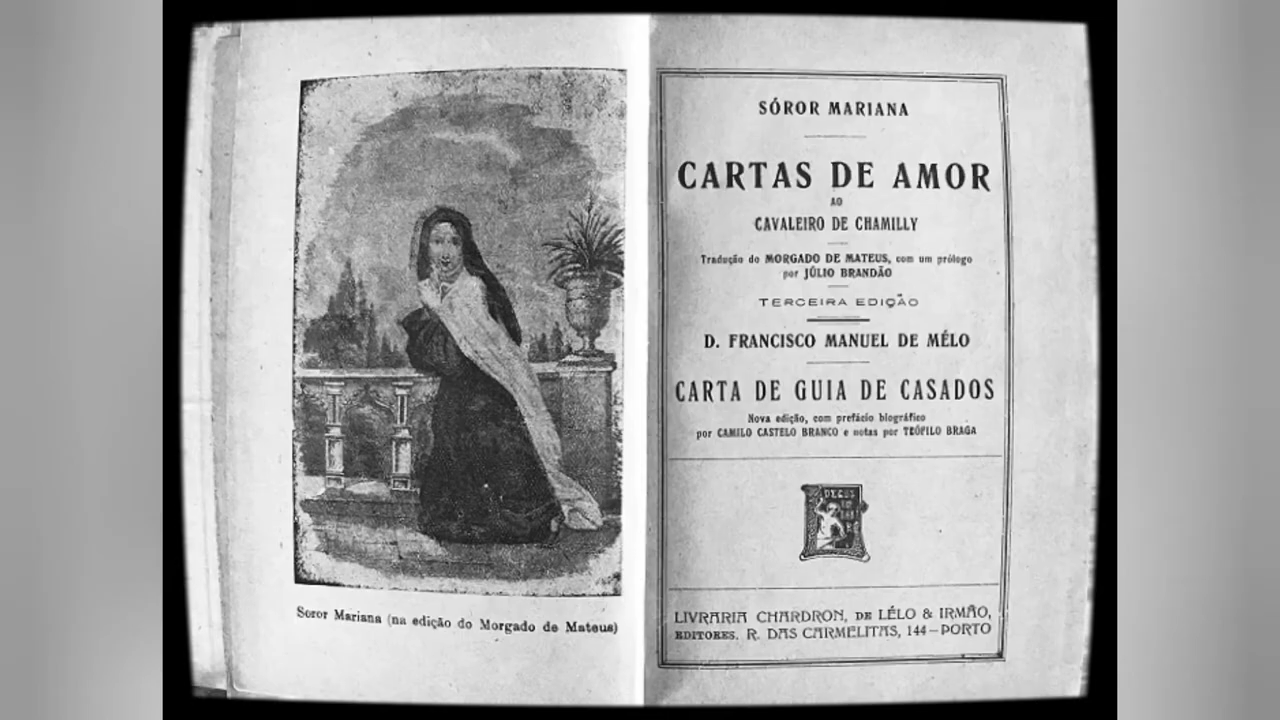 Soror Mariana (na edição do Morgado de Mateus)
SÓROR MARIANA
CARTAS DE AMOR
AO
CAVALEIRO DE CHAMILLY
Tradução do MORGADO DE MATEUS, com um prólogo
por JÚLIO BRANDÃO
TERCEIRA EDIÇÃO
D. FRANCISCO MANUEL DE MÉLO
CARTA DE GUIA DE CASADOS
Nova edição, com prefácio biográfico
por CAMILO CASTELO BRANCO e notas por TEÓFILO BRAGA
LIVRARIA CHARDRON, DE LÉLO & IRMÃO,
EDITORES. R. DAS CARMELITAS, 144—PORTO